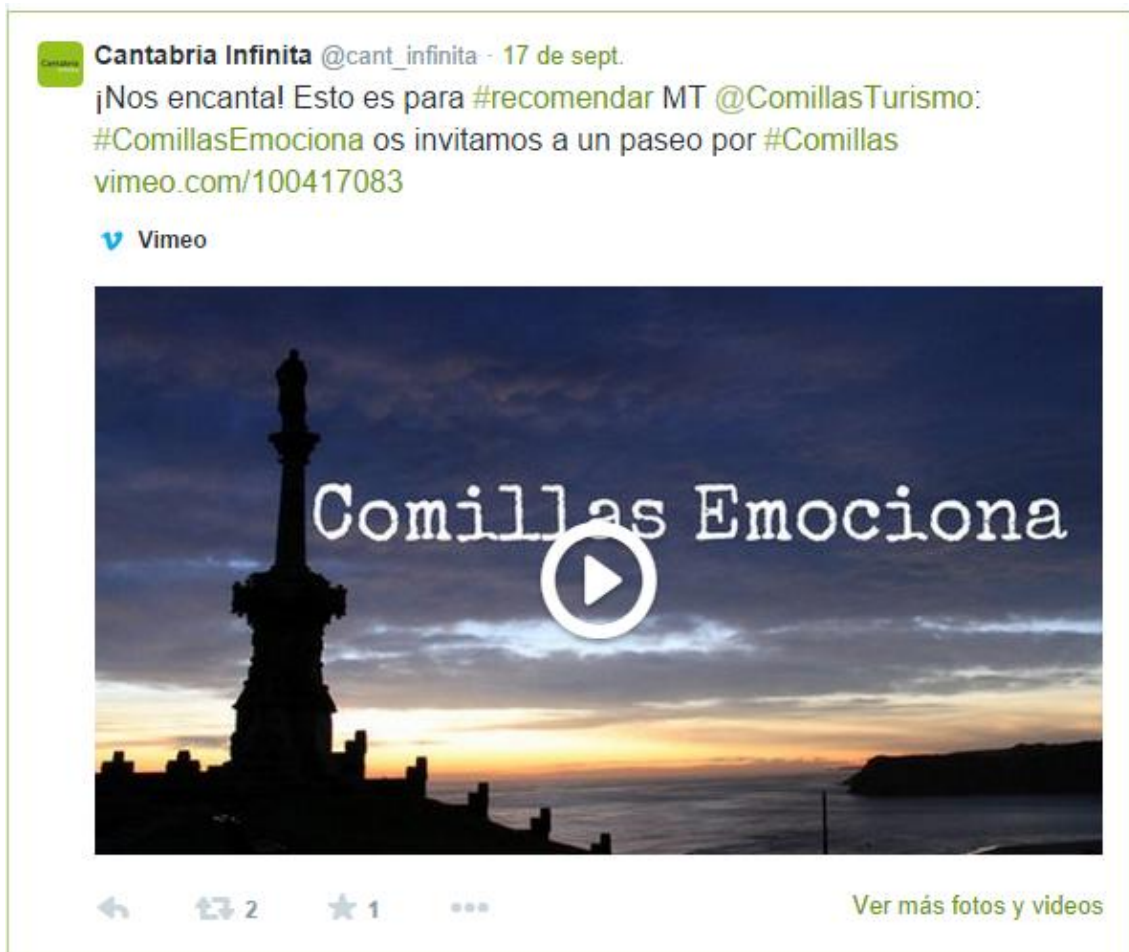 Cantabria Infinita @cant_infinita · 17 de sept.
¡Nos encanta! Esto es para #recomendar MT @ComillasTurismo:
#ComillasEmociona os invitamos a un paseo por #Comillas
vimeo.com/100417083
Vimeo
Comillas Emociona
2
1
Ver más fotos y videos